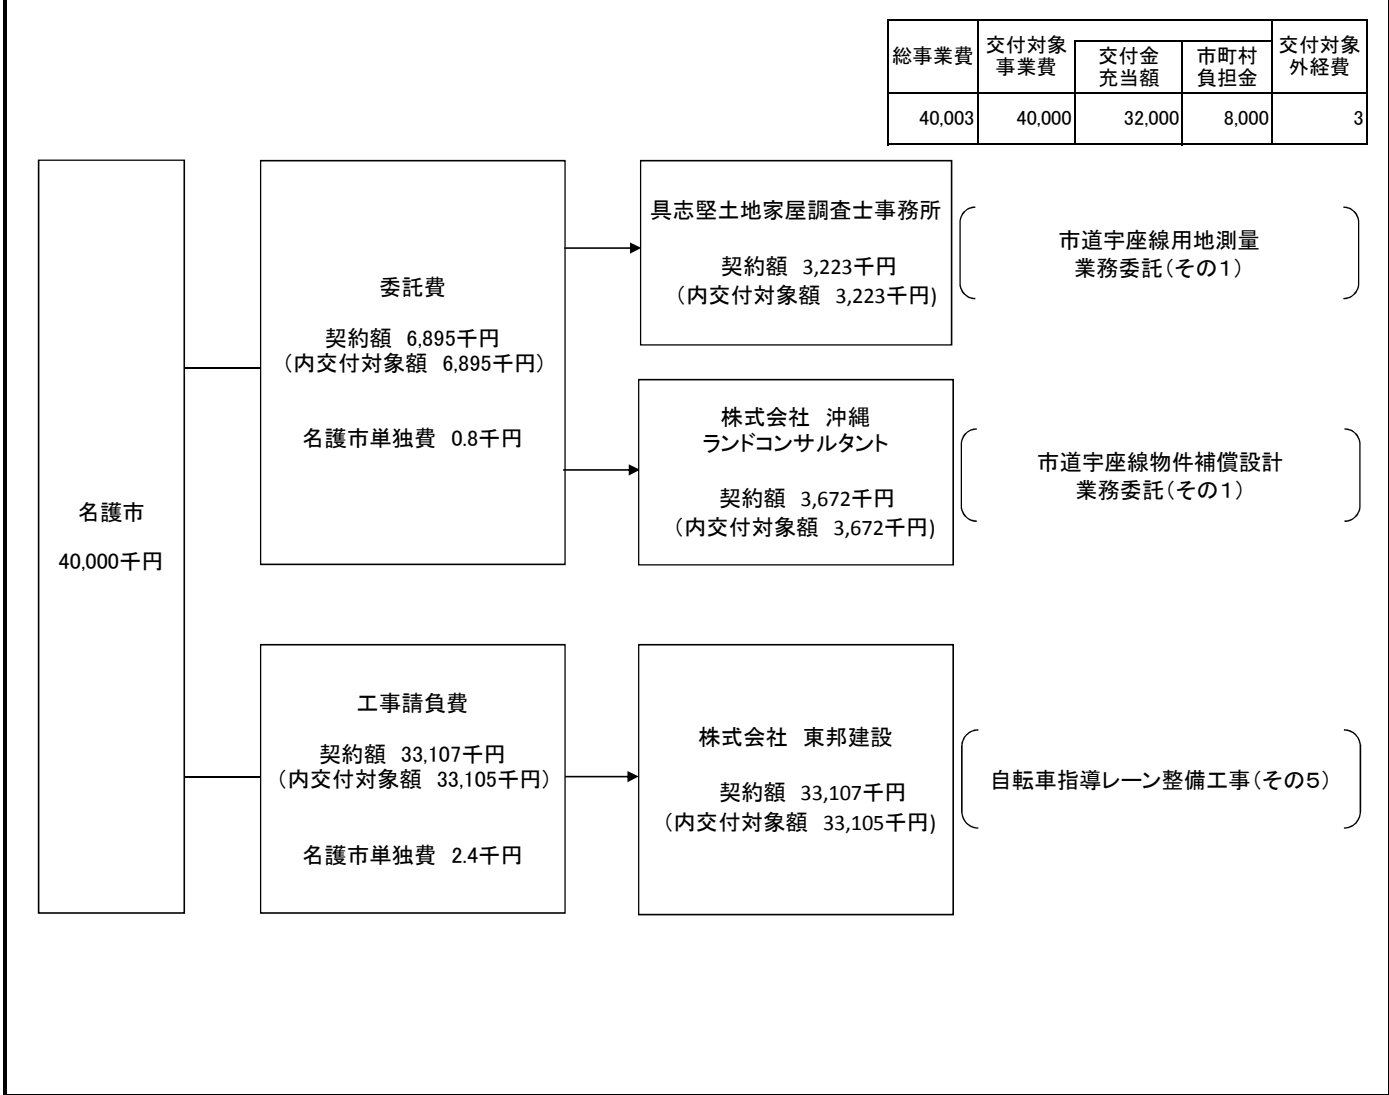 総事業費
交付対象
事業費
交付金
充当額
市町村
負担金
交付対象
外経費
40,003 40,000 32,000 8,000 3
名護市
40,000千円
委託費
契約額 6,895千円
（内交付対象額 6,895千円）
名護市単独費 0.8千円
具志堅土地家屋調査士事務所
契約額 3,223千円
（内交付対象額 3,223千円)
市道宇座線用地測量
業務委託（その１）
株式会社 沖縄
ランドコンサルタント
契約額 3,672千円
（内交付対象額 3,672千円)
市道宇座線物件補償設計
業務委託（その１）
工事請負費
契約額 33,107千円
（内交付対象額 33,105千円）
名護市単独費 2.4千円
株式会社 東邦建設
契約額 33,107千円
（内交付対象額 33,105千円)
自転車指導レーン整備工事（その５）